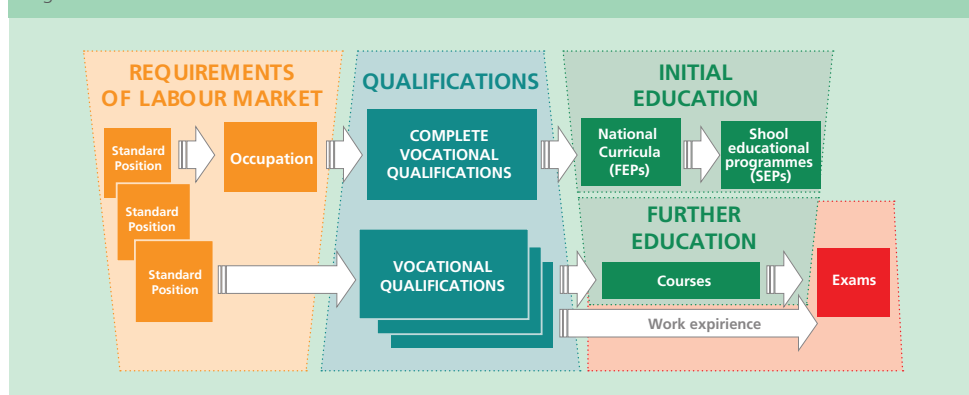 REQUIREMENTS
OF LABOUR MARKET
Standard
Position
Occupation
Standard
Position
Standard
Position
QUALIFICATIONS
COMPLETE
VOCATIONAL
QUALIFICATIONS
VOCATIONAL
QUALIFICATIONS
INITIAL
EDUCATION
National
Curricula
(FEPs)
Shool
educational
programmes
(SEPs)
FURTHER
EDUCATION
Courses
Exams
Work expirience